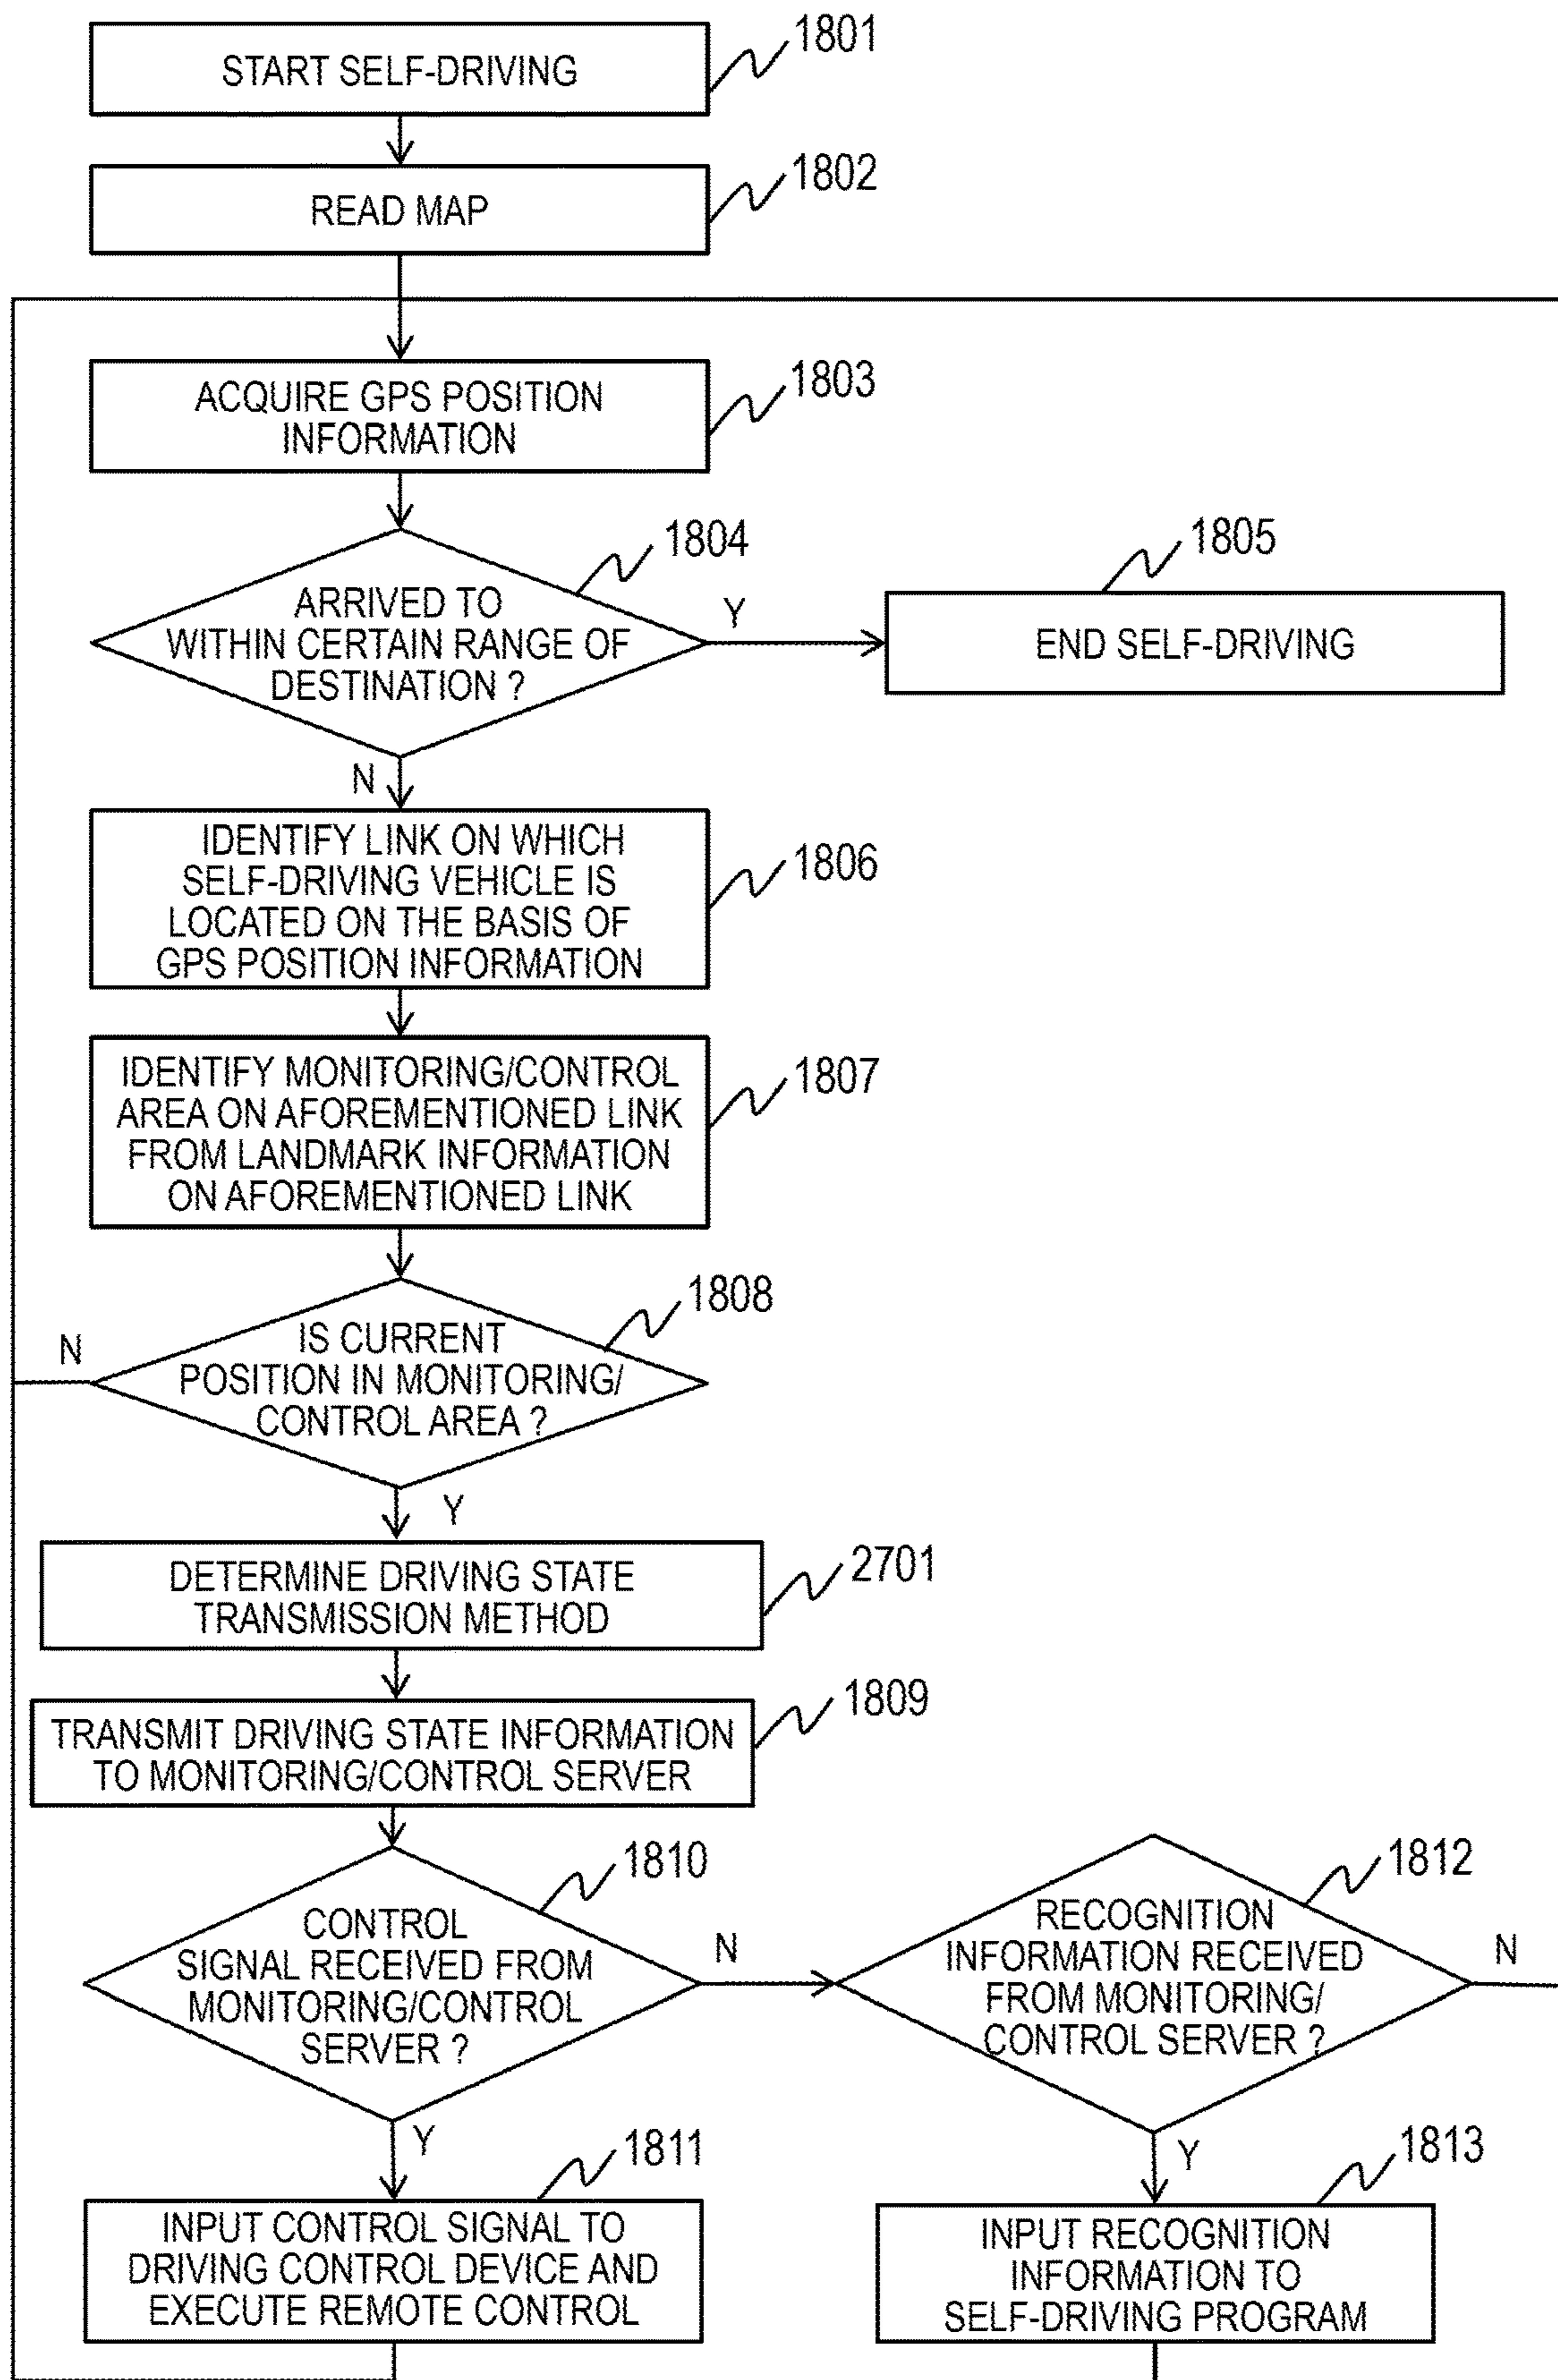 1801
START SELF-DRIVING
1802
READ MAP
1803
ACQUIRE GPS POSITION
INFORMATION
1804
ARRIVED TO
WITHIN CERTAIN RANGE OF
DESTINATION ?
Y
1805
END SELF-DRIVING
N
1806
IDENTIFY LINK ON WHICH
SELF-DRIVING VEHICLE IS
LOCATED ON THE BASIS OF
GPS POSITION INFORMATION
1807
IDENTIFY MONITORING/CONTROL
AREA ON AFOREMENTIONED LINK
FROM LANDMARK INFORMATION
ON AFOREMENTIONED LINK
1808
N
IS CURRENT
POSITION IN MONITORING/
CONTROL AREA ?
Y
2701
DETERMINE DRIVING STATE
TRANSMISSION METHOD
1809
TRANSMIT DRIVING STATE INFORMATION
TO MONITORING/CONTROL SERVER
1810
CONTROL
SIGNAL RECEIVED FROM
MONITORING/CONTROL
SERVER ?
N
1812
RECOGNITION
INFORMATION RECEIVED
FROM MONITORING/
CONTROL SERVER ?
N
Y
1811
INPUT CONTROL SIGNAL TO
DRIVING CONTROL DEVICE AND
EXECUTE REMOTE CONTROL
Y
1813
INPUT RECOGNITION
INFORMATION TO
SELF-DRIVING PROGRAM